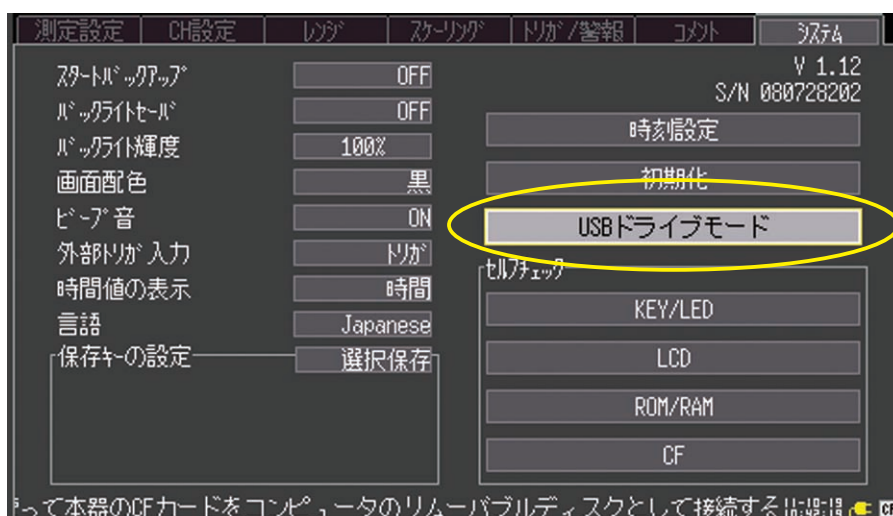 測定設定 CH設定 レンジ スケーリング トリガ/警報 コメント システム
スタートバックアップ OFF
バックライトセーバ OFF
バックライト輝度 100%
画面配色 黒
ビープ音 ON
外部トリガ入力 トリガ
時間値の表示 時間
言語 Japanese
保存キーの設定 選択保存
V 1.12
S/N 080728202
時刻設定
初期化
USBドライブモード
セルフチェック
KEY/LED
LCD
ROM/RAM
CF
って本器のCFカードをコンピュータのリムーバブルディスクとして接続する